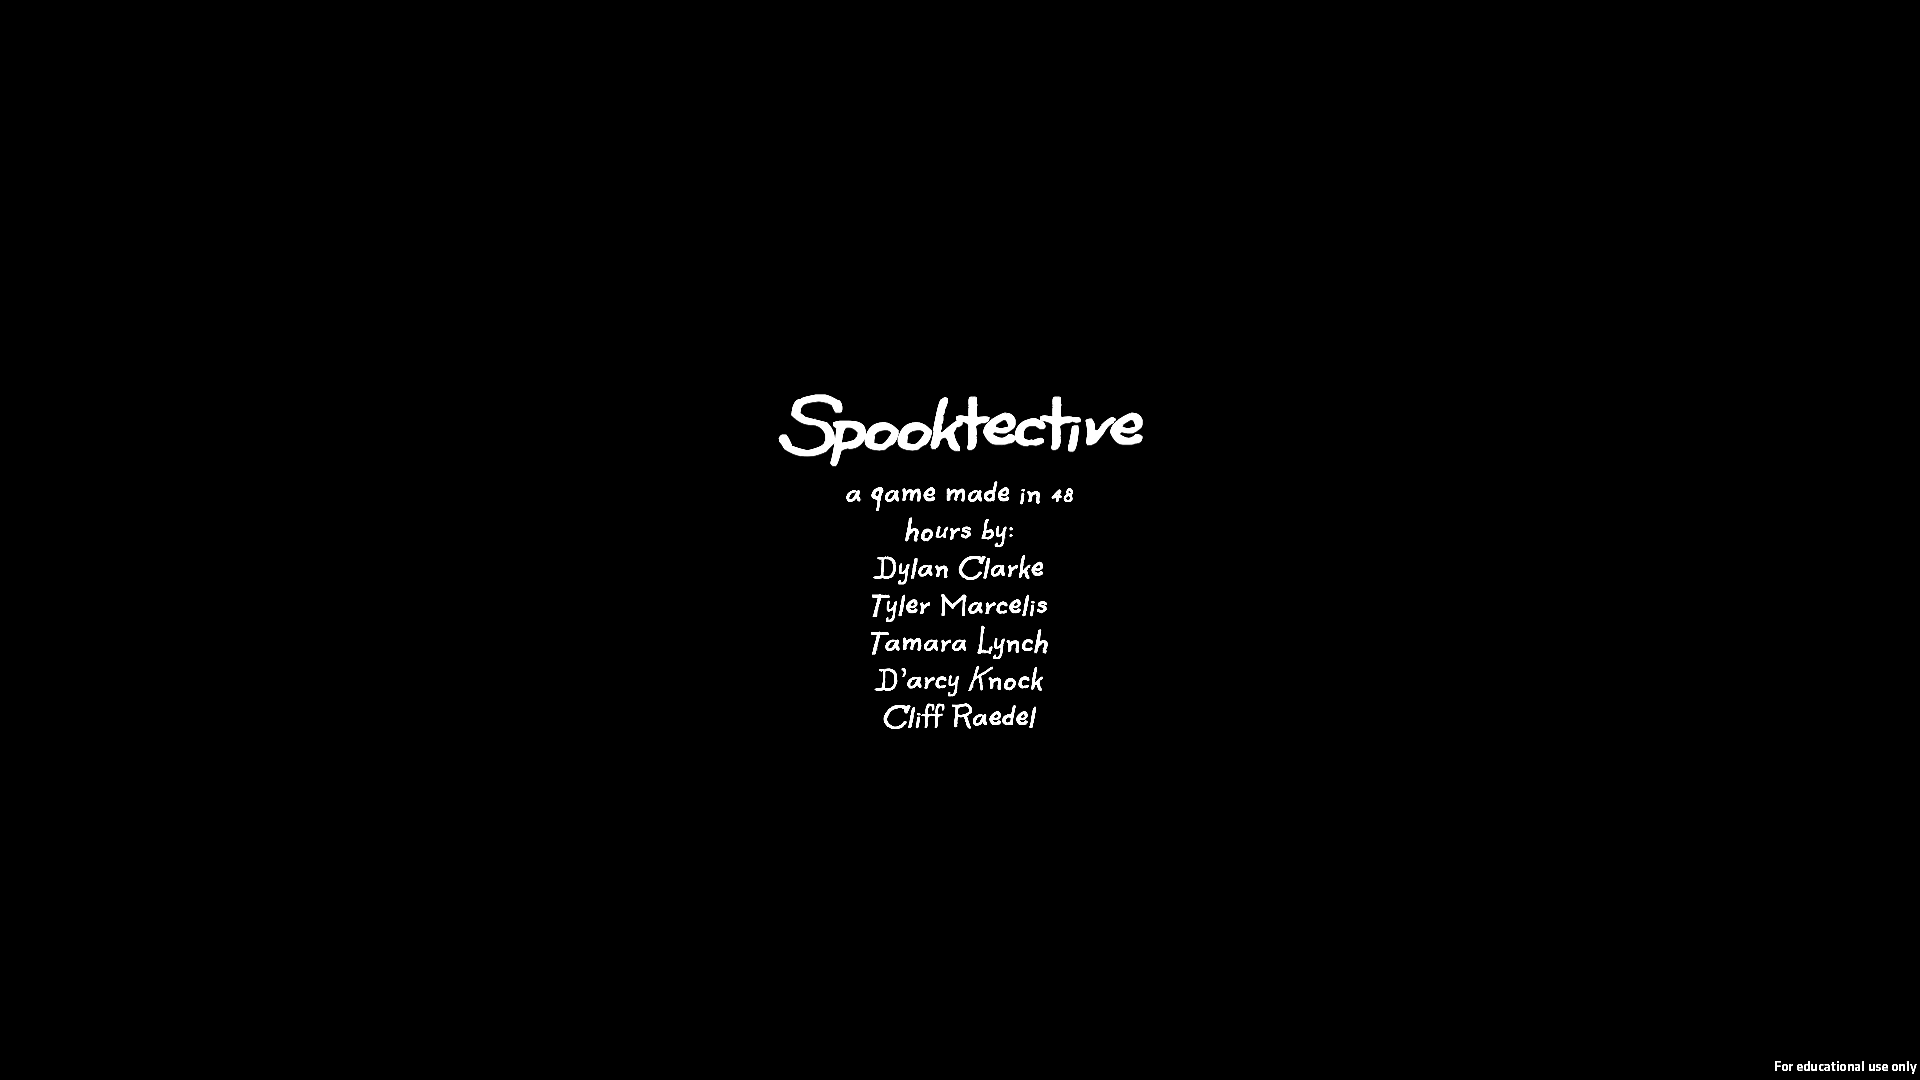 Spooktective
a game made in 48
hours by:
Dylan Clarke
Tyler Marcelis
Tamara Lynch
D'arcy Knock
Cliff Raedel
For educational use only